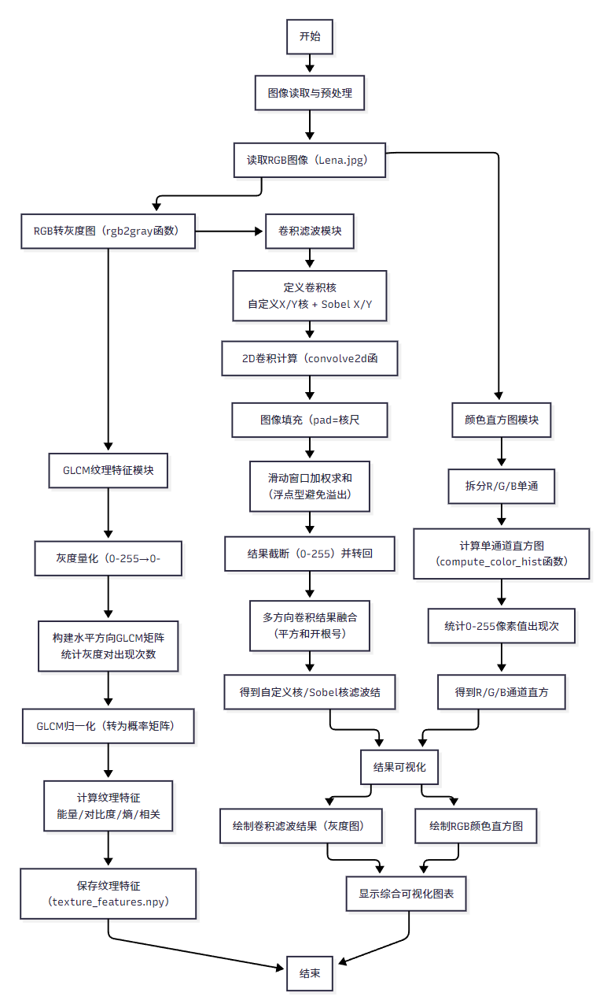 开始
图像读取与预处理
读取RGB图像（Lena.jpg）
RGB转灰度图（rgb2gray函数）
卷积滤波模块
定义卷积核
自定义X/Y核 + Sobel X/Y
2D卷积计算（convolve2d函
图像填充（pad=核尺
颜色直方图模块
GLCM纹理特征模块
滑动窗口加权求和
（浮点型避免溢出）
拆分R/G/B单通
灰度量化（0-255→0-
结果截断（0-255）并转回
计算单通道直方图
（compute_color_hist函数）
构建水平方向GLCM矩阵
统计灰度对出现次数
多方向卷积结果融合
（平方和开根号）
统计0-255像素值出现次
得到自定义核/Sobel核滤波结
得到R/G/B通道直方
GLCM归一化（转为概率矩阵）
结果可视化
计算纹理特征
能量/对比度/熵/相关
绘制卷积滤波结果（灰度图）
绘制RGB颜色直方图
保存纹理特征
（texture_features.npy）
显示综合可视化图表
结束